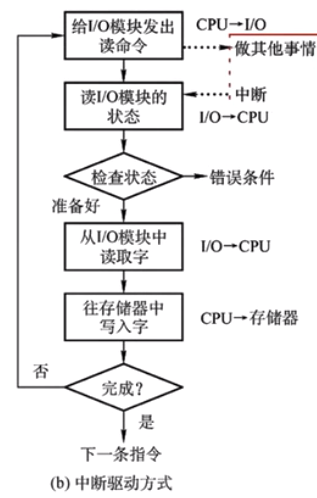 给I/O模块发出
读命令
CPU→I/O
做其他事情
读I/O模块的
状态
中断
I/O→CPU
检查状态
错误条件
准备好
从I/O模块中
读取字
I/O→CPU
往存储器中
写入字
CPU→存储器
否
完成?
是
下一条指令
(b) 中断驱动方式